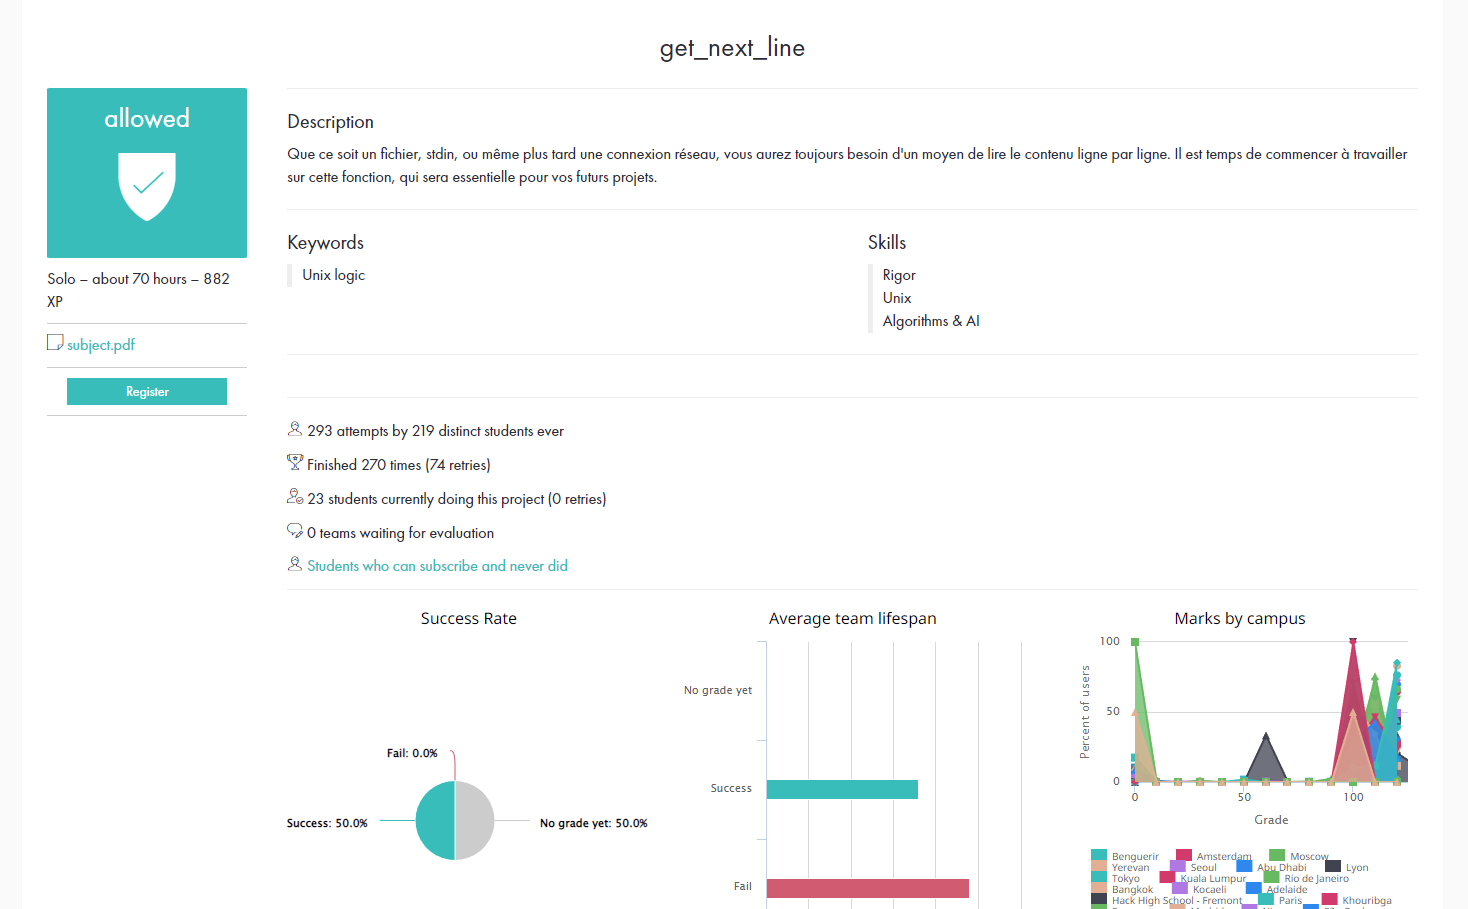 get_next_line
allowed
Solo – about 70 hours – 882
XP
subject.pdf
Register
Description
Que ce soit un fichier, stdin, ou même plus tard une connexion réseau, vous aurez toujours besoin d'un moyen de lire le contenu ligne par ligne. Il est temps de commencer à travailler
sur cette fonction, qui sera essentielle pour vos futurs projets.
Keywords
Unix logic
Skills
Rigor
Unix
Algorithms & AI
293 attempts by 219 distinct students ever
Finished 270 times (74 retries)
23 students currently doing this project (0 retries)
0 teams waiting for evaluation
Students who can subscribe and never did
Success Rate
Fail: 0.0%
Success: 50.0%
No grade yet: 50.0%
Average team lifespan
No grade yet
Success
Fail
Marks by campus
Percent of users
100
50
0
0 50 100
Grade
Benguerir Amsterdam Moscow
Yerevan Seoul Abu Dhabi Lyon
Tokyo Kuala Lumpur Rio de Janeiro
Bangkok Kocaeli Adelaide
Hack High School - Fremont Paris Khouribga